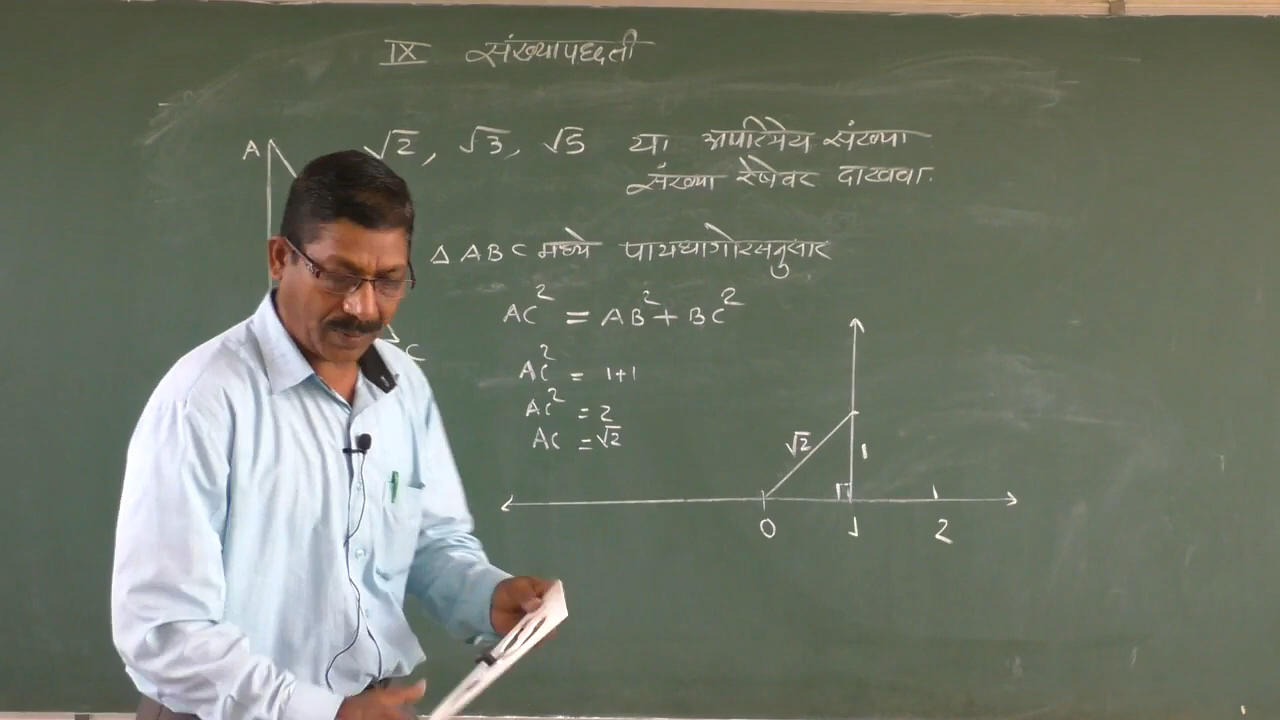 IX संख्यापद्धती
√2, √3, √5 या अपरिमेय संख्या
संख्या रेषेवर दाखवा.
A
C
Δ ABC मध्ये पायथागोरसनुसार
AC² = AB² + BC²
AC² = 1+1
AC² = 2
AC = √2
√2
1
0 1 2